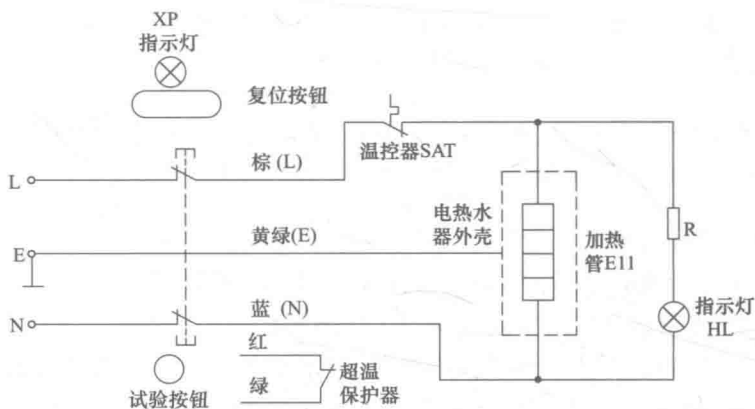 XP
指示灯
复位按钮
温控器SAT
棕 (L)
L
电热水
器外壳
加热
管E11
R
黄绿(E)
E
指示灯
HL
蓝 (N)
N
红
超温
保护器
绿
试验按钮